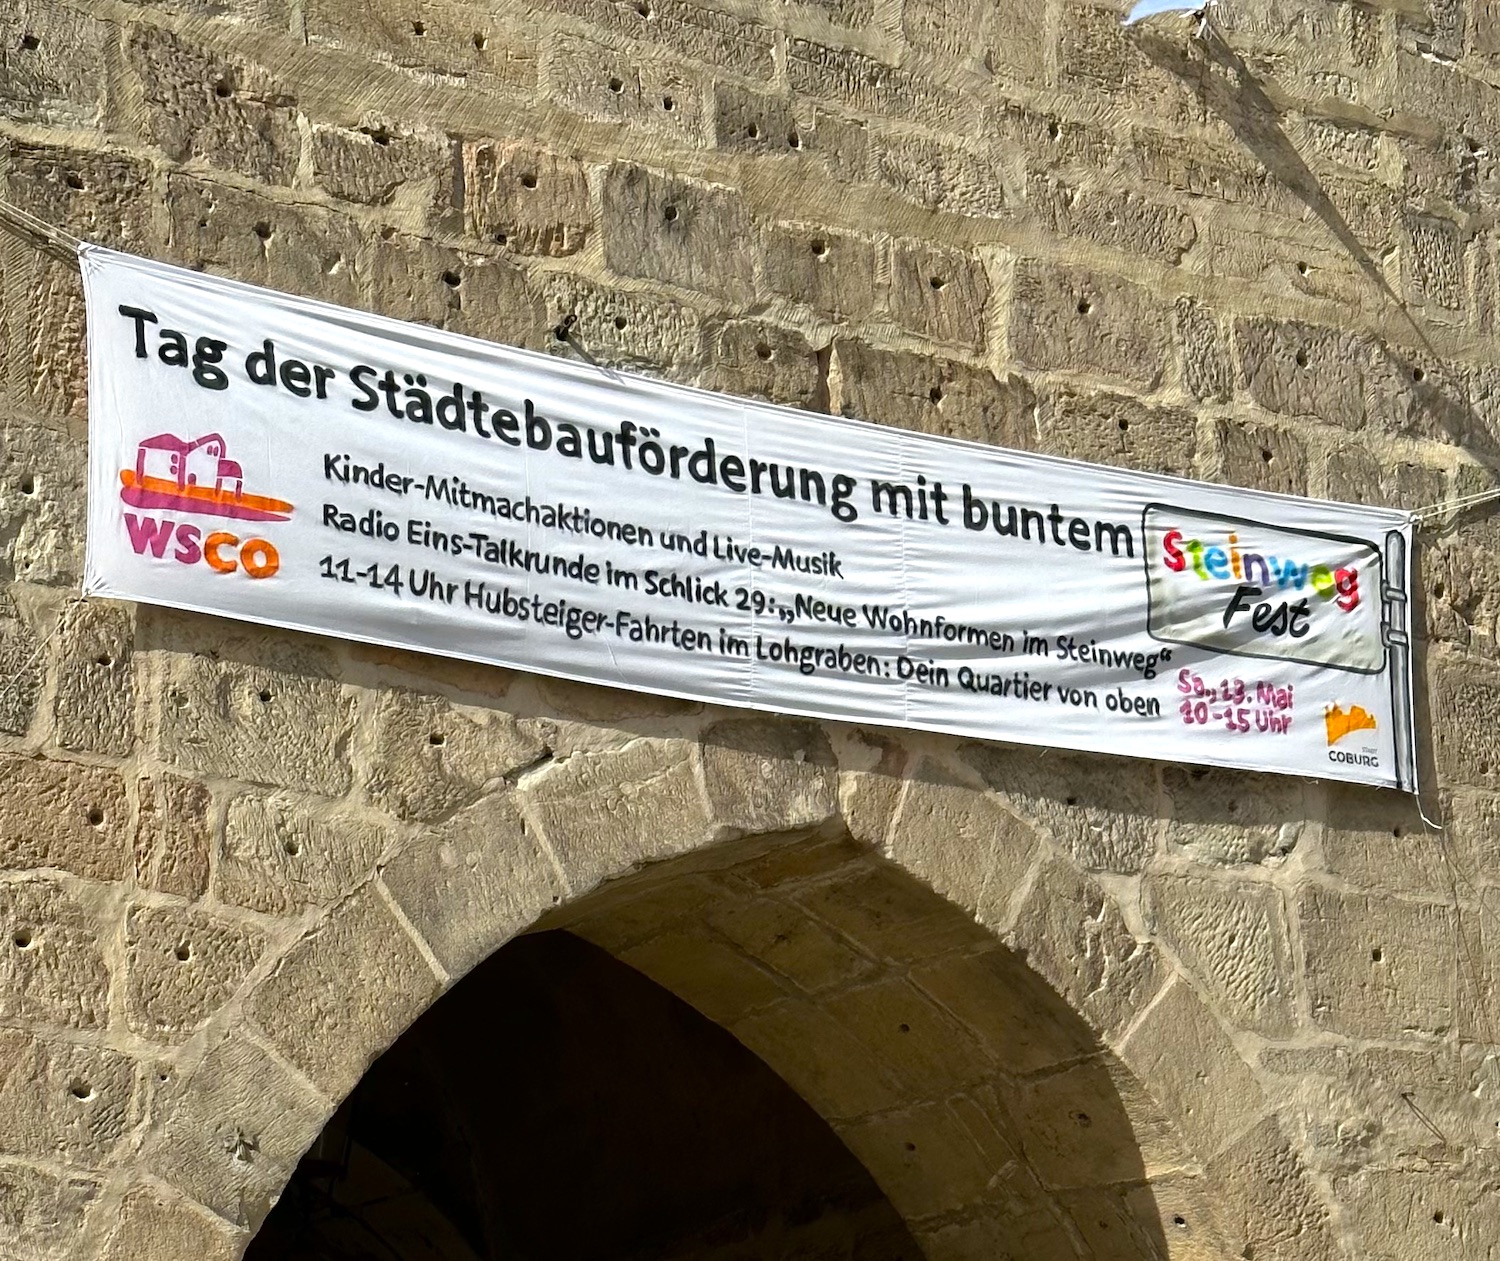 Tag der Städtebauförderung mit buntem
steinweg
Fest
WSCO
Kinder-Mitmachaktionen und Live-Musik
Radio Eins-Talkrunde im Schlick 29: „Neue Wohnformen im Steinweg“
11-14 Uhr Hubsteiger-Fahrten im Lohgraben: Dein Quartier von oben
Sa., 13. Mai
10-15 Uhr
STADT
COBURG